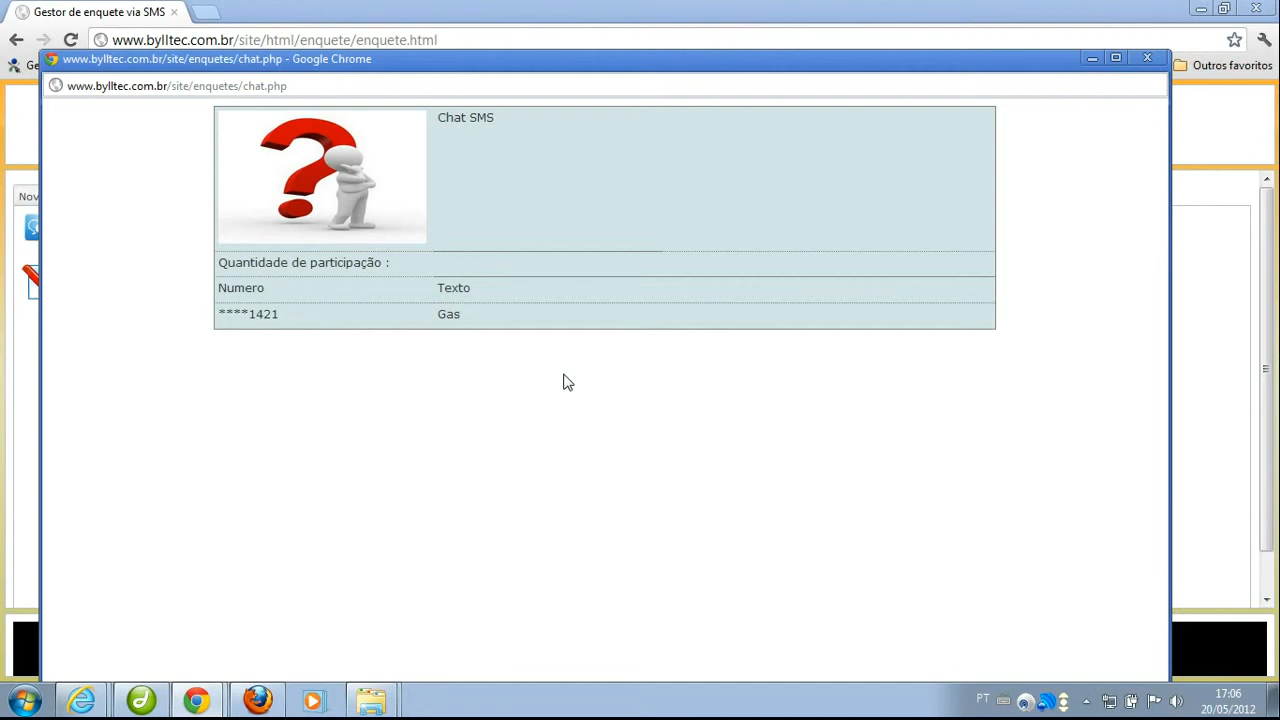 Gestor de enquete via SMS
www.bylltec.com.br/site/html/enquete/enquete.html
www.bylltec.com.br/site/enquetes/chat.php - Google Chrome
Ge
Outros favoritos
www.bylltec.com.br/site/enquetes/chat.php
Chat SMS
Nov
Quantidade de participação :
Numero Texto
****1421 Gas
PT
17:06
20/05/2012